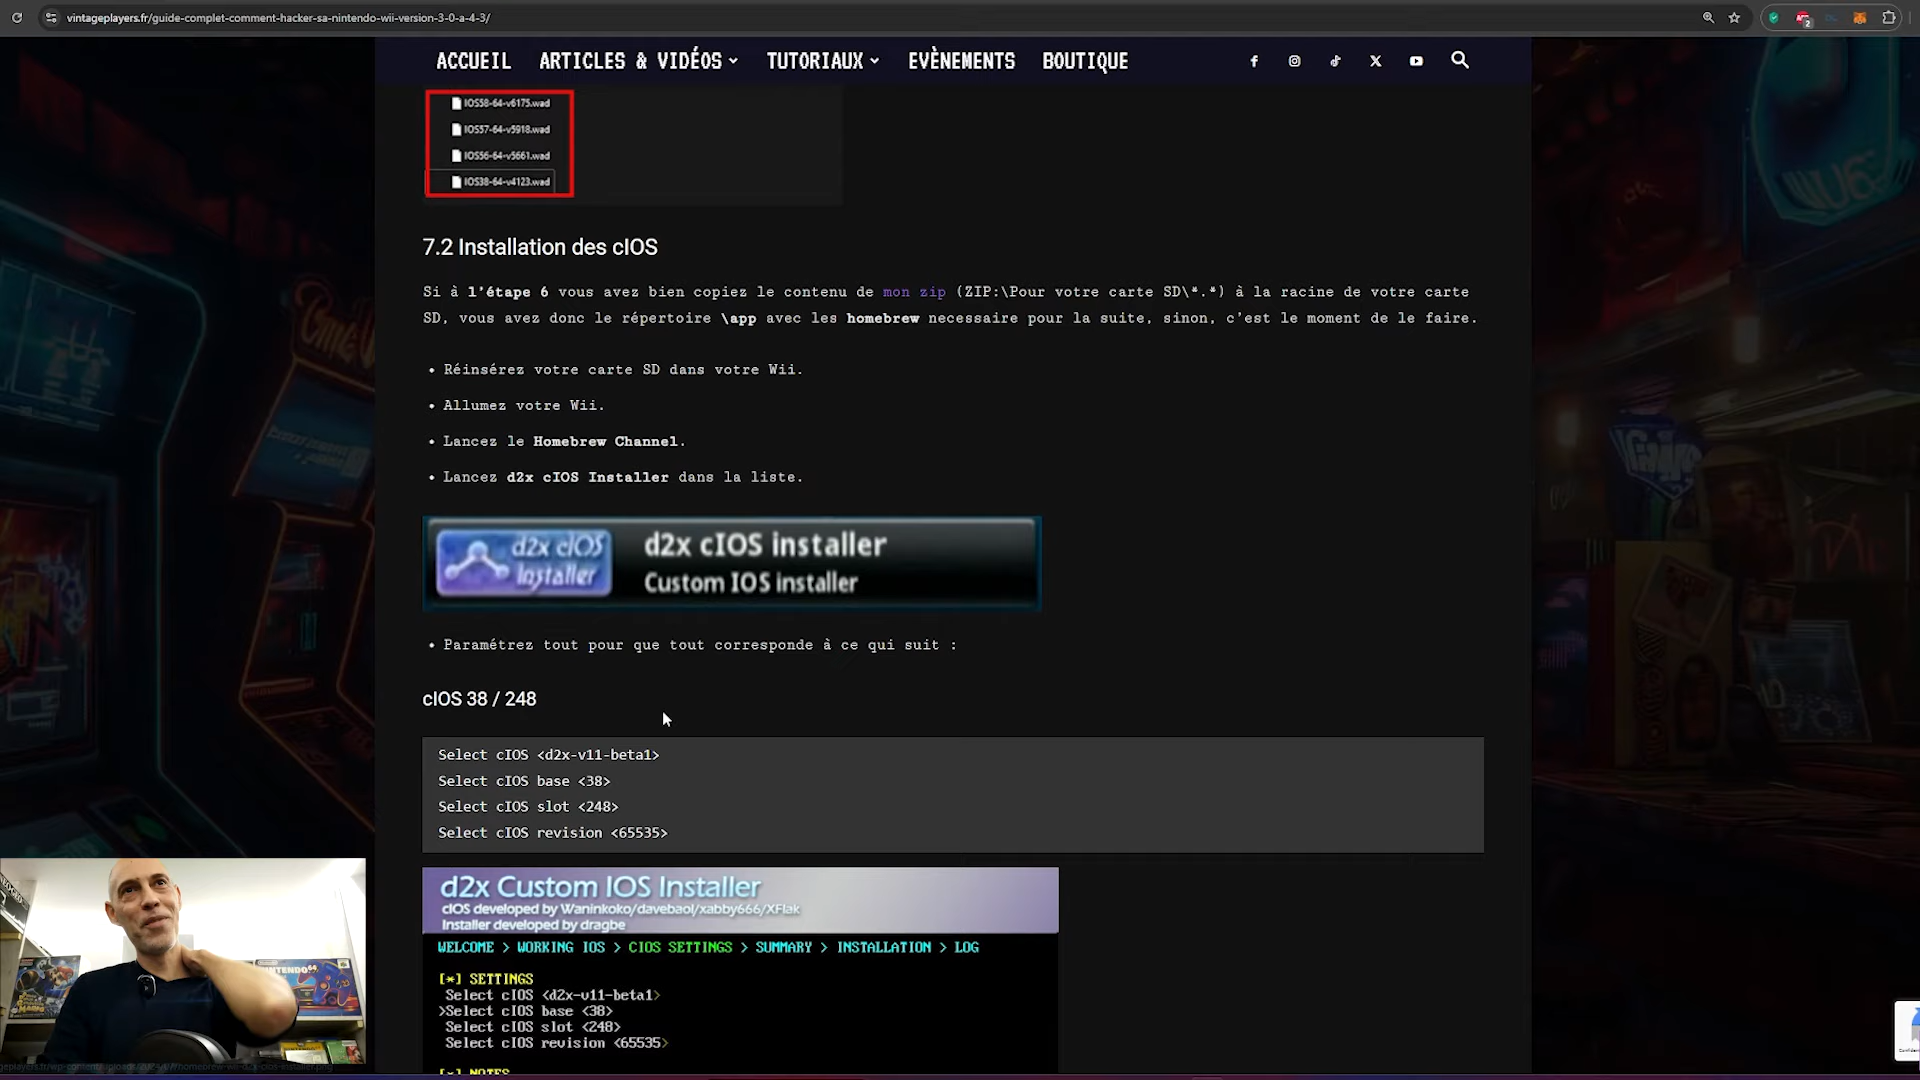 vintageplayers.fr/guide-complet-comment-hacker-sa-nintendo-wii-version-3-0-a-4-3/
ACCUEIL ARTICLES & VIDÉOS TUTORIAUX EVÈNEMENTS BOUTIQUE
IOS58-64-v6175.wad
IOS57-64-v5918.wad
IOS56-64-v5661.wad
IOS38-64-v4123.wad
7.2 Installation des cIOS
Si à l'étape 6 vous avez bien copiez le contenu de mon zip (ZIP:\Pour votre carte SD\*.*) à la racine de votre carte
SD, vous avez donc le répertoire \app avec les homebrew necessaire pour la suite, sinon, c'est le moment de le faire.
• Réinsérez votre carte SD dans votre Wii.
• Allumez votre Wii.
• Lancez le Homebrew Channel.
• Lancez d2x cIOS Installer dans la liste.
d2x cIOS Installer
d2x cIOS installer
Custom IOS installer
• Paramétrez tout pour que tout corresponde à ce qui suit :
cIOS 38 / 248
Select cIOS <d2x-v11-beta1>
Select cIOS base <38>
Select cIOS slot <248>
Select cIOS revision <65535>
d2x Custom IOS Installer
cIOS developed by Waninkoko/davebaol/xabby666/XFlak
Installer developed by dragbe
WELCOME > WORKING IOS > CIOS SETTINGS > SUMMARY > INSTALLATION > LOG
[*] SETTINGS
Select cIOS <d2x-v11-beta1>
>Select cIOS base <38>
Select cIOS slot <248>
Select cIOS revision <65535>
[*] NOTES